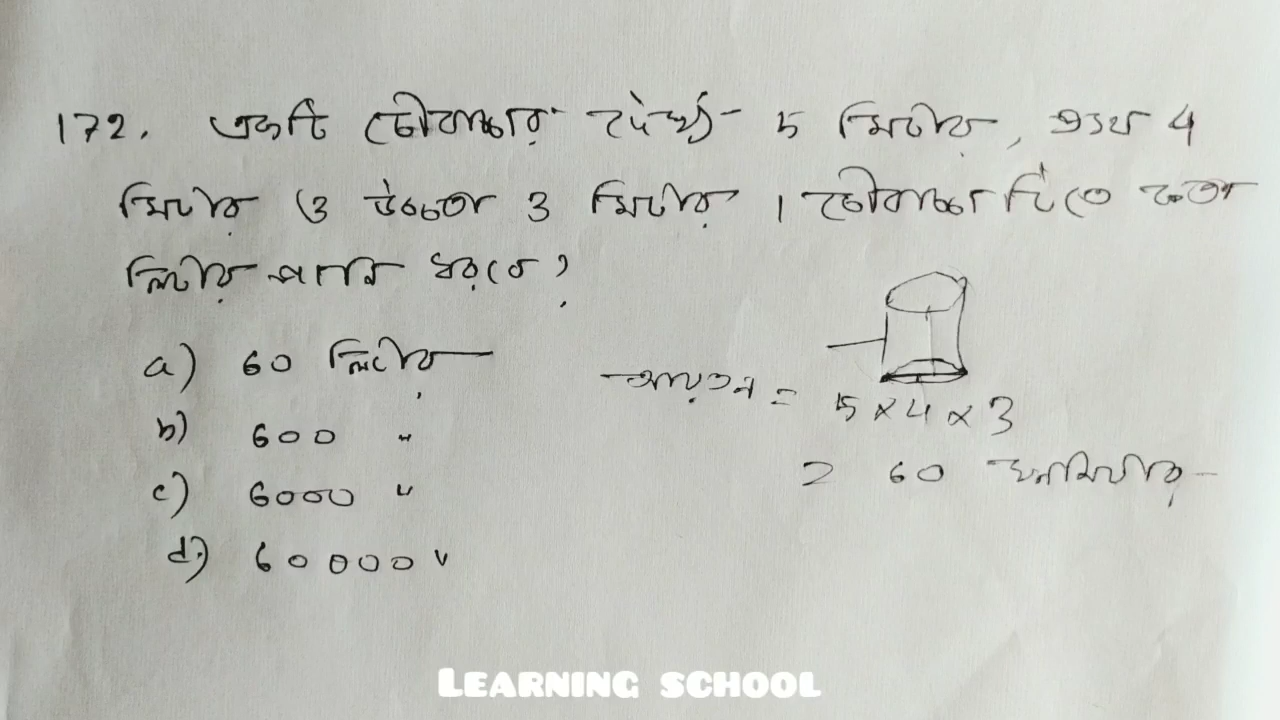 172. একটি চৌবাচ্চার দৈর্ঘ্য 5 মিটার, প্রস্থ 4
মিটার ও উচ্চতা 3 মিটার। চৌবাচ্চাটিতে কত
লিটার পানি ধরবে?
a) 60 লিটার
b) 600 "
c) 6000 "
d) 60000 "
আয়তন = 5 x 4 x 3
= 60 ঘনমিটার
LEARNING SCHOOL